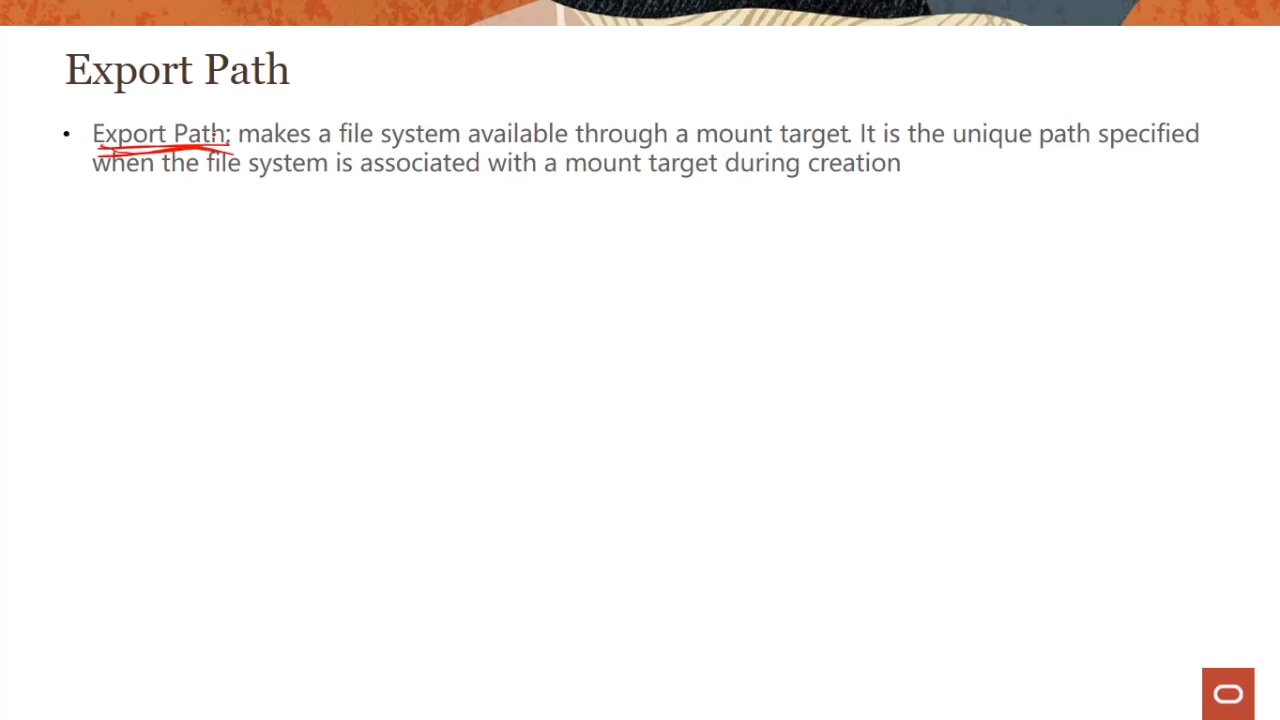 Export Path
• Export Path; makes a file system available through a mount target. It is the unique path specified
when the file system is associated with a mount target during creation